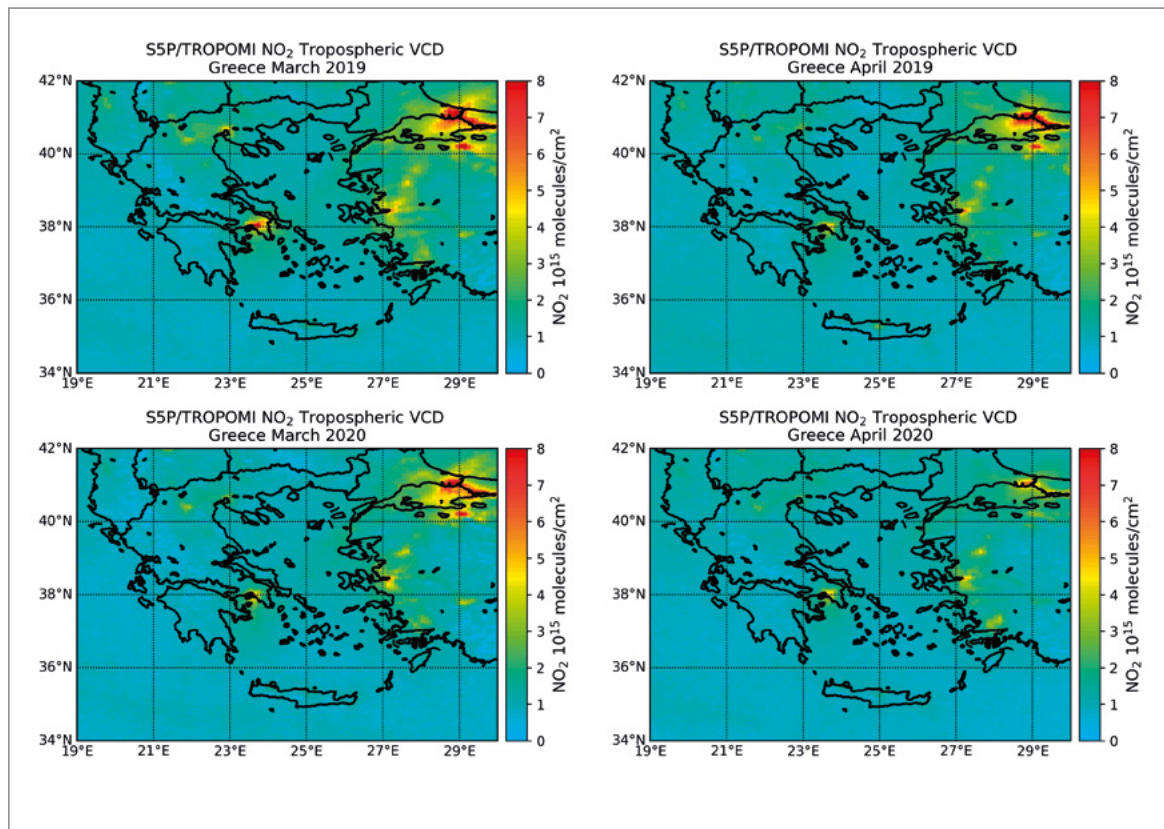 S5P/TROPOMI NO₂ Tropospheric VCD
Greece March 2019
42°N
40°N
38°N
36°N
34°N
19°E 21°E 23°E 25°E 27°E 29°E
8
7
6
5
4
3
2
1
0
NO₂ 10¹⁵ molecules/cm²
S5P/TROPOMI NO₂ Tropospheric VCD
Greece April 2019
42°N
40°N
38°N
36°N
34°N
19°E 21°E 23°E 25°E 27°E 29°E
8
7
6
5
4
3
2
1
0
NO₂ 10¹⁵ molecules/cm²
S5P/TROPOMI NO₂ Tropospheric VCD
Greece March 2020
42°N
40°N
38°N
36°N
34°N
19°E 21°E 23°E 25°E 27°E 29°E
8
7
6
5
4
3
2
1
0
NO₂ 10¹⁵ molecules/cm²
S5P/TROPOMI NO₂ Tropospheric VCD
Greece April 2020
42°N
40°N
38°N
36°N
34°N
19°E 21°E 23°E 25°E 27°E 29°E
8
7
6
5
4
3
2
1
0
NO₂ 10¹⁵ molecules/cm²